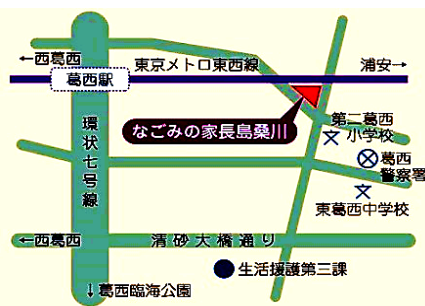 ←西葛西
東京メトロ東西線
浦安→
葛西駅
なごみの家長島桑川
第二葛西
小学校
環状七号線
葛西
警察署
東葛西中学校
←西葛西
清砂大橋通り
生活援護第三課
↓葛西臨海公園